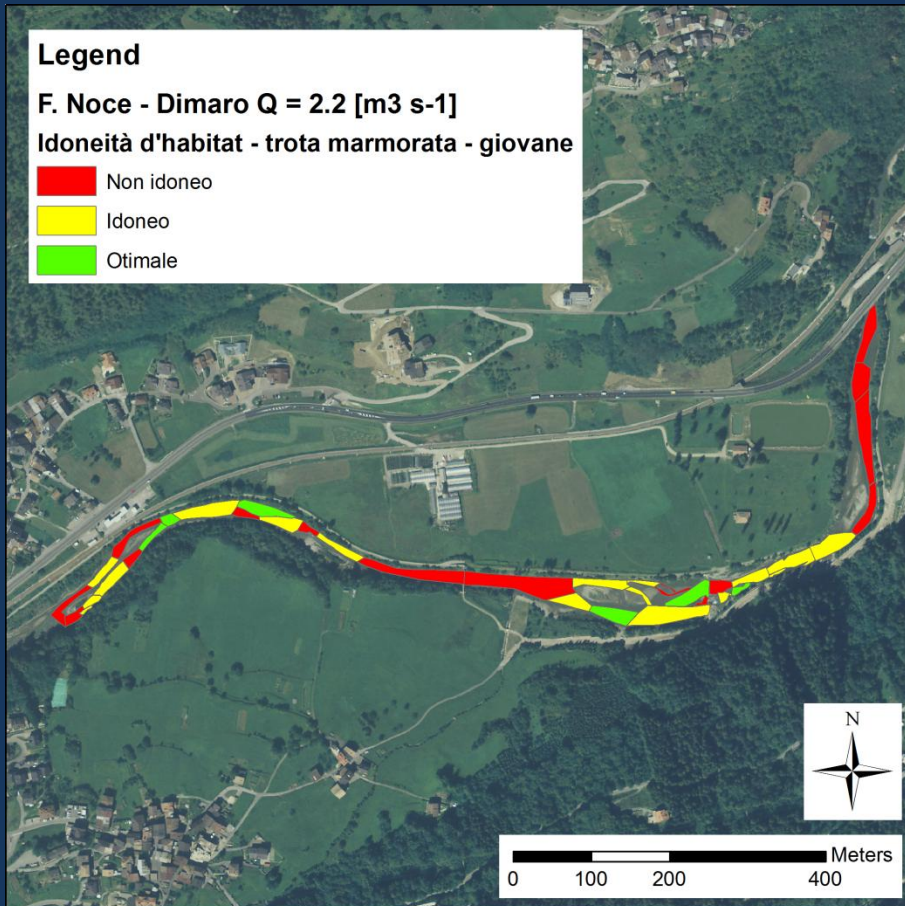 Legend
F. Noce - Dimaro Q = 2.2 [m3 s-1]
Idoneità d'habitat - trota marmorata - giovane
Non idoneo
Idoneo
Otimale
N
Meters
0 100 200 400